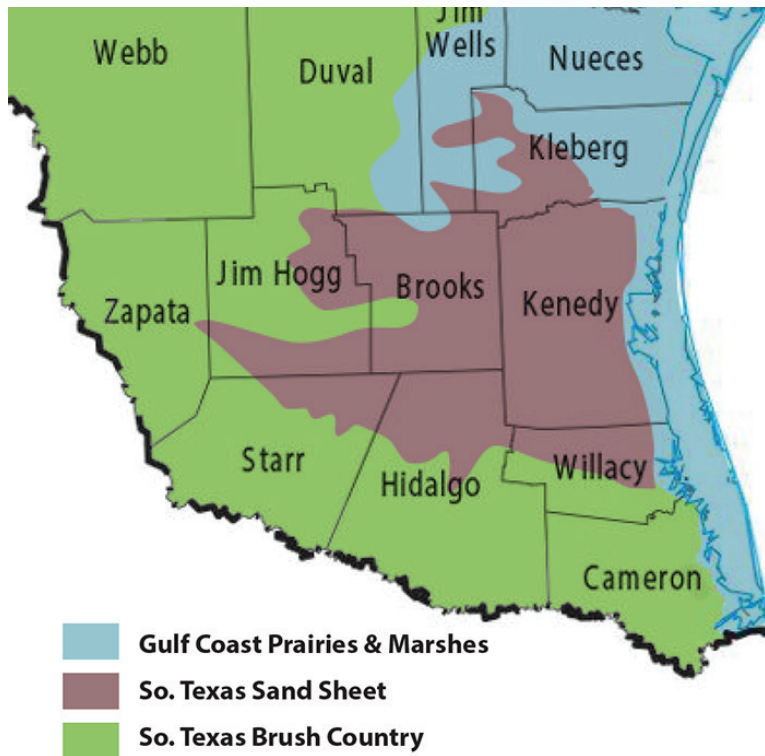 Jim
Webb
Duval
Wells
Nueces
Kleberg
Jim Hogg
Brooks
Kenedy
Zapata
Starr
Hidalgo
Willacy
Cameron
Gulf Coast Prairies & Marshes
So. Texas Sand Sheet
So. Texas Brush Country